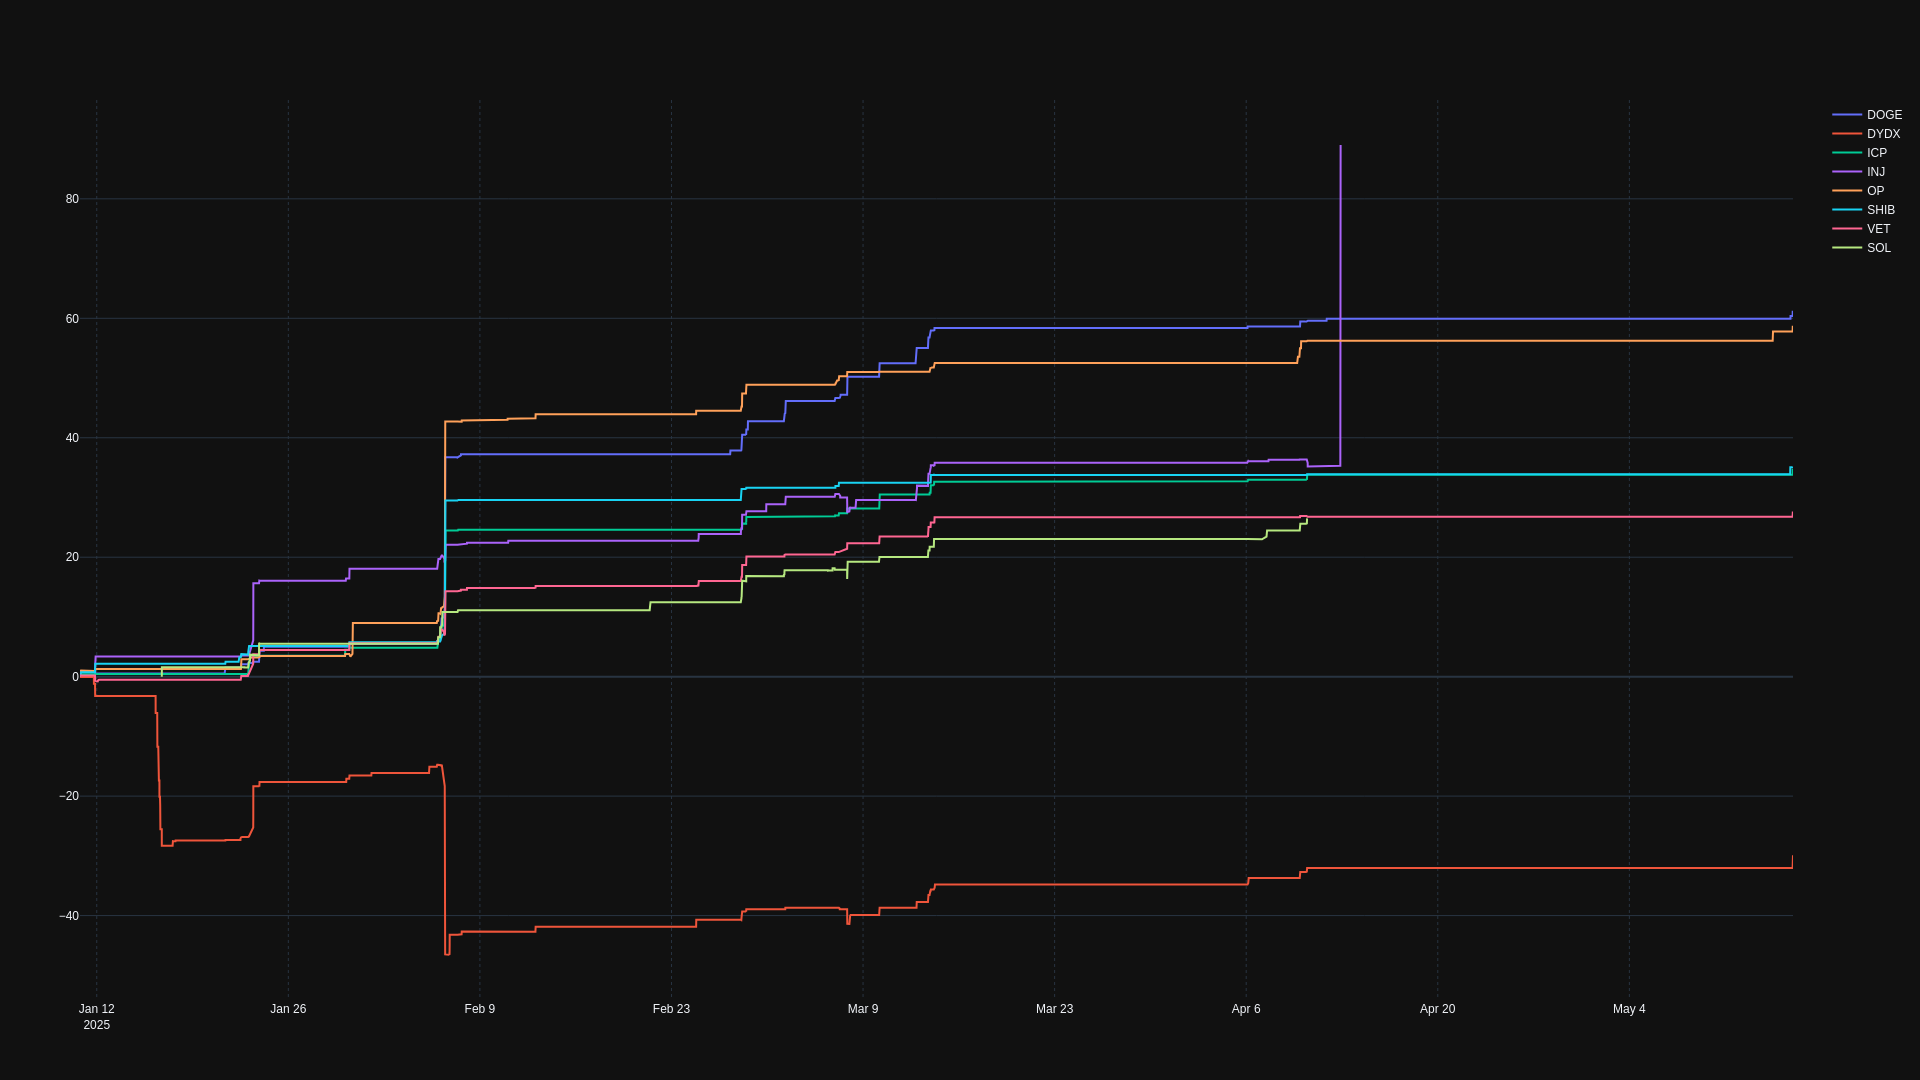 DOGE
DYDX
ICP
INJ
OP
SHIB
VET
SOL
80
60
40
20
0
−20
−40
Jan 12
2025
Jan 26
Feb 9
Feb 23
Mar 9
Mar 23
Apr 6
Apr 20
May 4